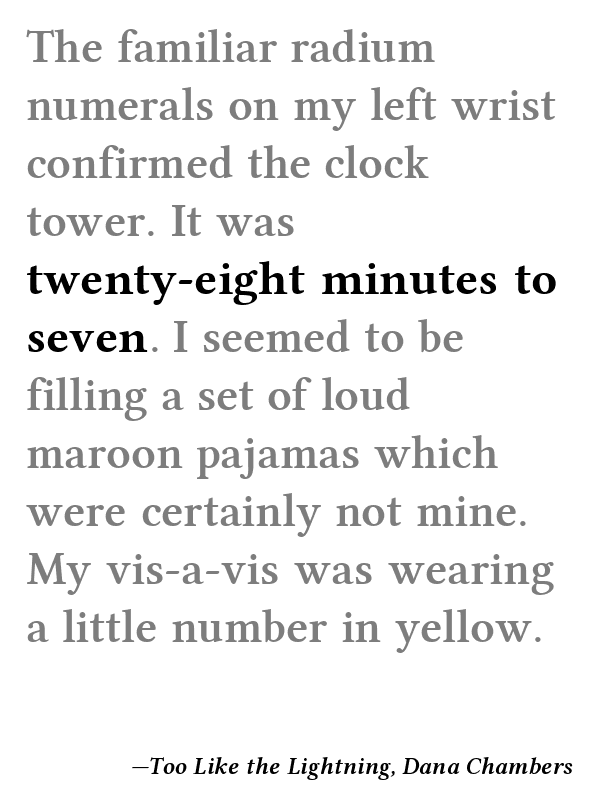 The familiar radium
numerals on my left wrist
confirmed the clock
tower. It was
twenty-eight minutes to
seven. I seemed to be
filling a set of loud
maroon pajamas which
were certainly not mine.
My vis-a-vis was wearing
a little number in yellow.
—Too Like the Lightning, Dana Chambers